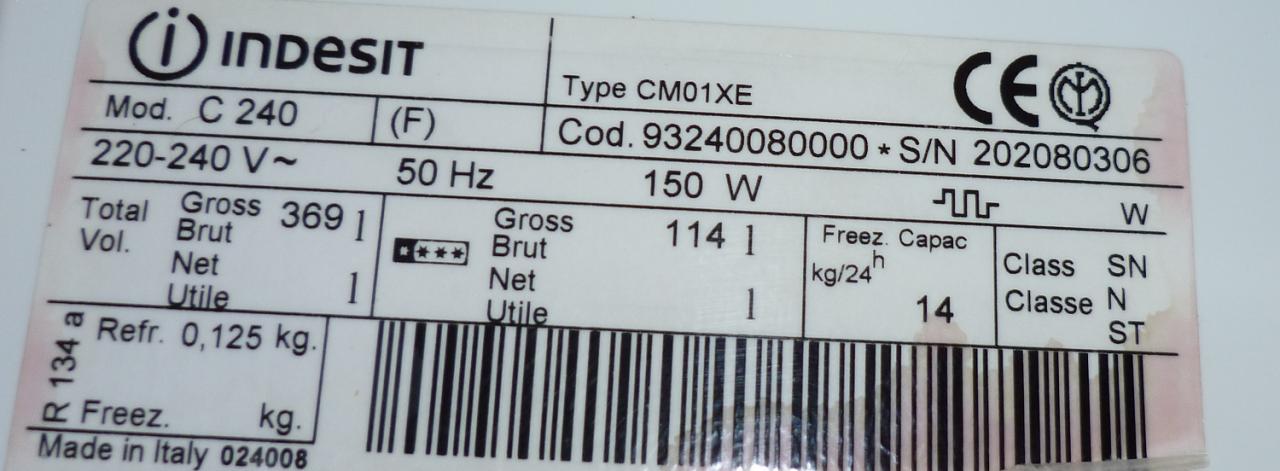 INDESIT
Type CM01XE
CE
Mod. C 240 (F)
Cod. 93240080000 * S/N 202080306
220-240 V~ 50 Hz 150 W W
Total Vol. Gross Brut 369 l
Net Utile l
Gross Brut 114 l
Net Utile l
Freez. Capac
kg/24h
14
Class SN
Classe N
ST
R 134 a
Refr. 0,125 kg.
Freez. kg.
Made in Italy 024008